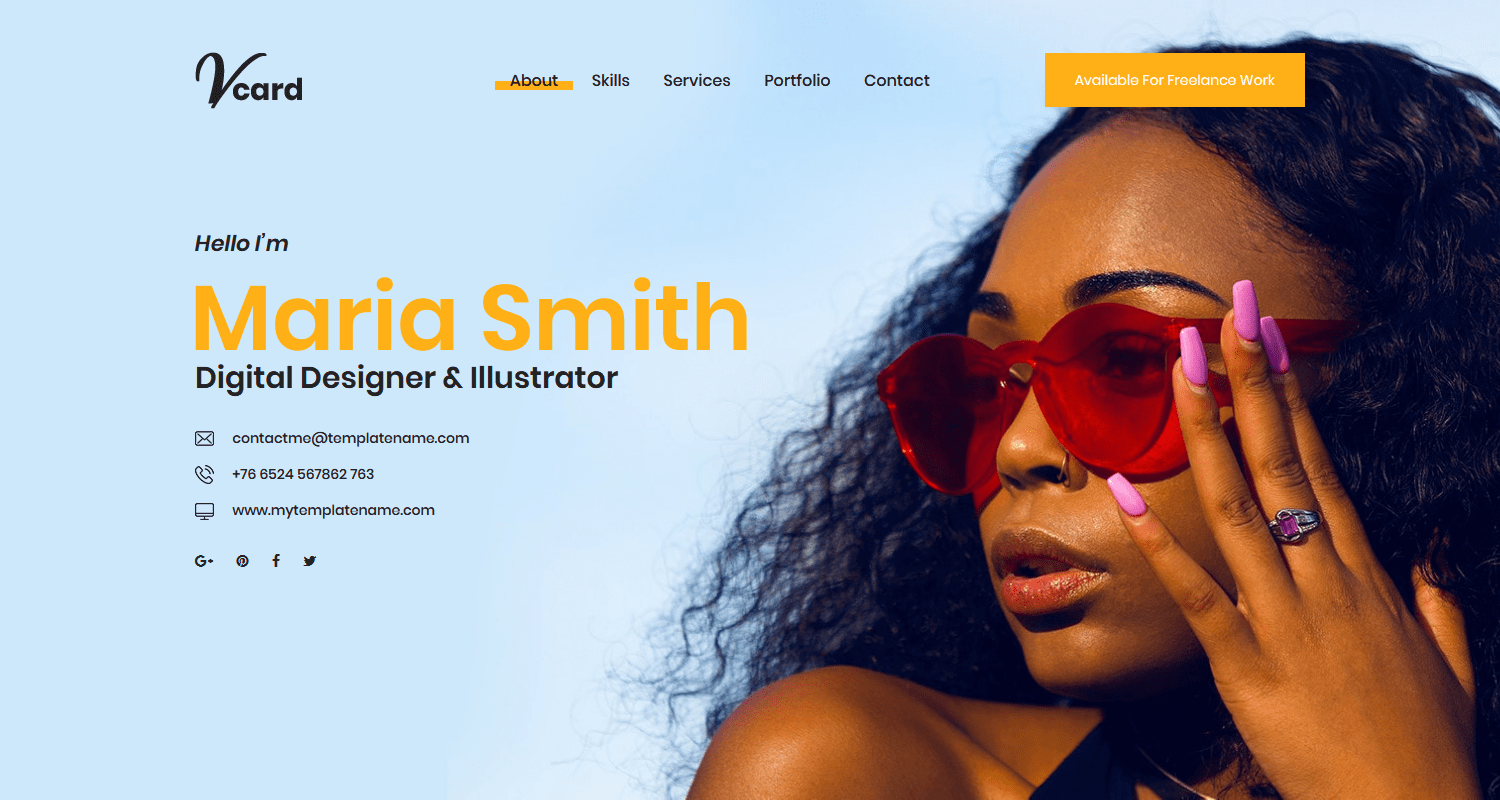 Vcard
About Skills Services Portfolio Contact
Available For Freelance Work
Hello I'm
Maria Smith
Digital Designer & Illustrator
contactme@templatename.com
+76 6524 567862 763
www.mytemplatename.com